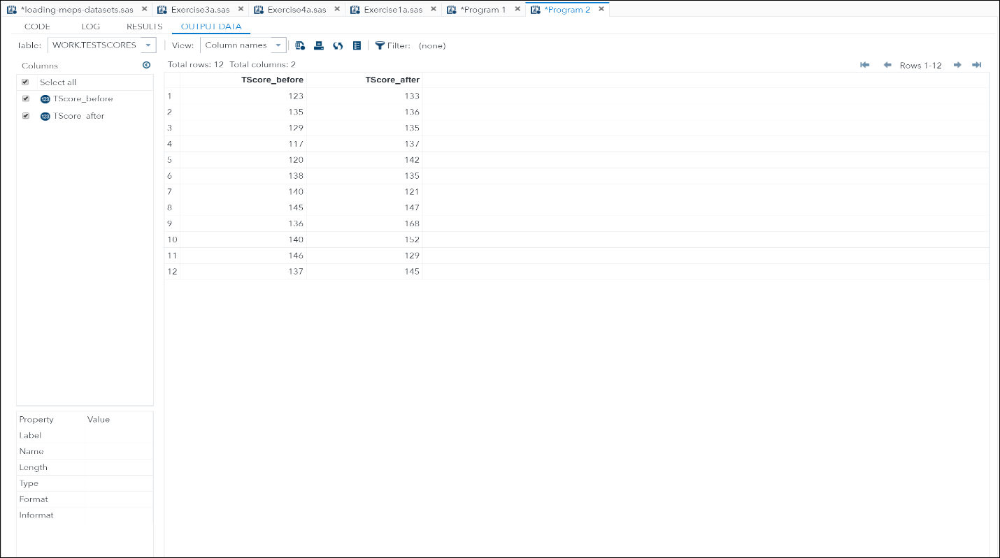 *loading-meps-datasets.sas × Exercise3a.sas × Exercise4a.sas × Exercise1a.sas × *Program 1 × *Program 2 ×
CODE LOG RESULTS OUTPUT DATA
Table: WORK.TESTSCORES View: Column names Filter: (none)
Columns
Select all
123 TScore_before
123 TScore_after
Total rows: 12 Total columns: 2 Rows 1-12
TScore_before TScore_after
1 123 133
2 135 136
3 129 135
4 117 137
5 120 142
6 138 135
7 140 121
8 145 147
9 136 168
10 140 152
11 146 129
12 137 145
Property Value
Label
Name
Length
Type
Format
Informat